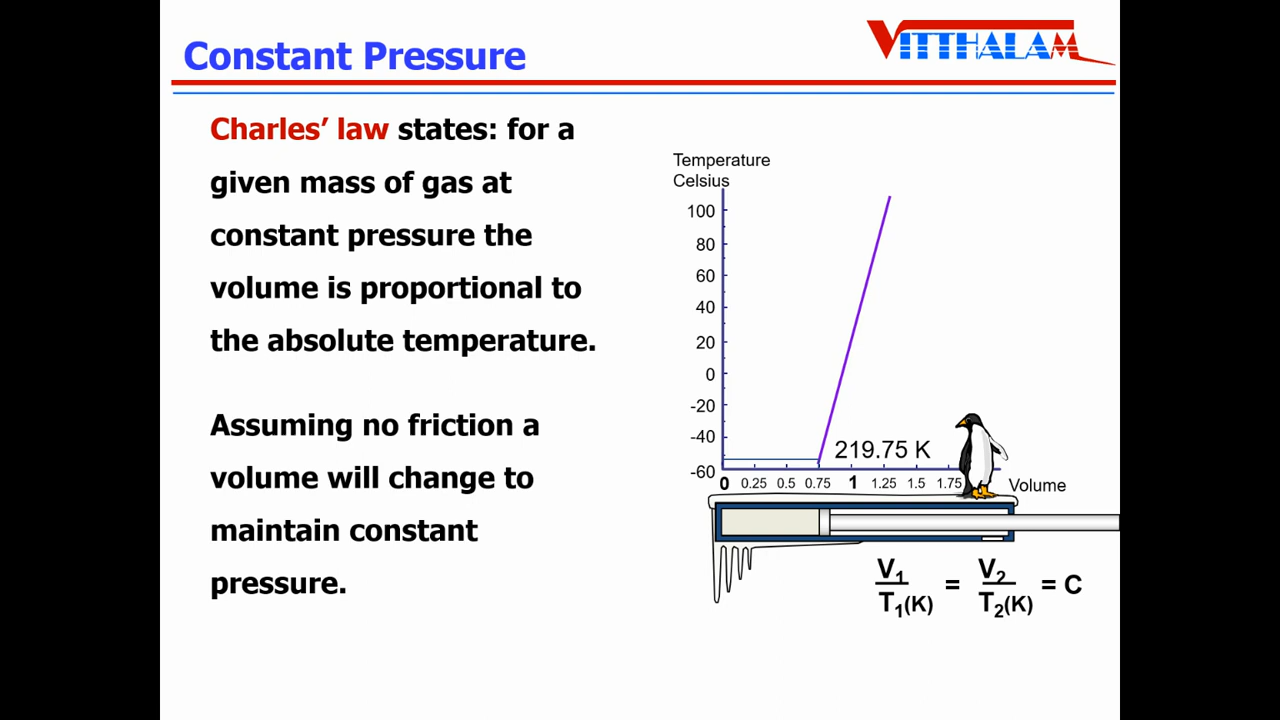 Constant Pressure
VITTHALAM
Charles’ law states: for a
given mass of gas at
constant pressure the
volume is proportional to
the absolute temperature.
Assuming no friction a
volume will change to
maintain constant
pressure.
Temperature
Celsius
100
80
60
40
20
0
-20
-40
-60
219.75 K
0 0.25 0.5 0.75 1 1.25 1.5 1.75
Volume
V1 / T1(K) = V2 / T2(K) = C